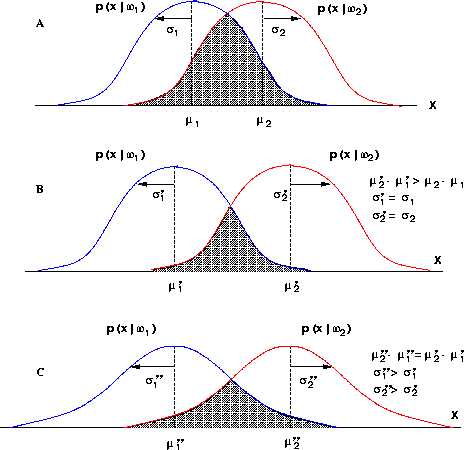 p(x|ω₁) p(x|ω₂)
A
σ₁ σ₂
X
μ₁ μ₂
p(x|ω₁) p(x|ω₂)
B
σ₁' σ₂'
μ₂' - μ₁' > μ₂ - μ₁
σ₁' = σ₁
σ₂' = σ₂
X
μ₁' μ₂'
p(x|ω₁) p(x|ω₂)
C
σ₁'' σ₂''
μ₂'' - μ₁'' = μ₂' - μ₁'
σ₁'' > σ₁'
σ₂'' > σ₂'
X
μ₁'' μ₂''